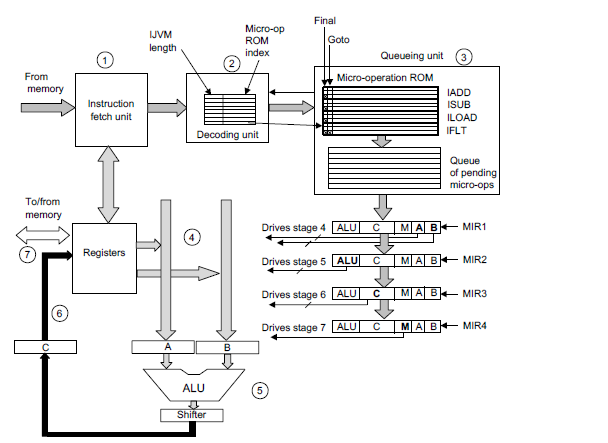 Final
Goto
IJVM
length
Micro-op
ROM
index
Queueing unit
3
1
2
Micro-operation ROM
From
memory
Instruction
fetch unit
Decoding unit
IADD
ISUB
ILOAD
IFLT
Queue
of pending
micro-ops
To/from
memory
7
Registers
4
Drives stage 4
ALU C M A B
MIR1
Drives stage 5
ALU C M A B
MIR2
Drives stage 6
ALU C M A B
MIR3
Drives stage 7
ALU C M A B
MIR4
6
C
A
B
ALU
5
Shifter